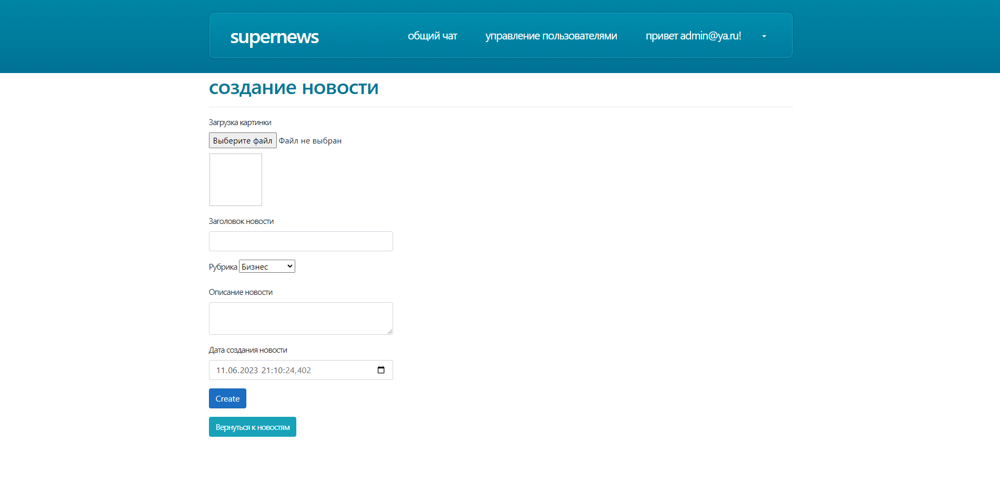 supernews общий чат управление пользователями привет admin@ya.ru!
создание новости
Загрузка картинки
Выберите файл Файл не выбран
Заголовок новости
Рубрика Бизнес
Описание новости
Дата создания новости
11.06.2023 21:10:24,402
Create
Вернуться к новостям